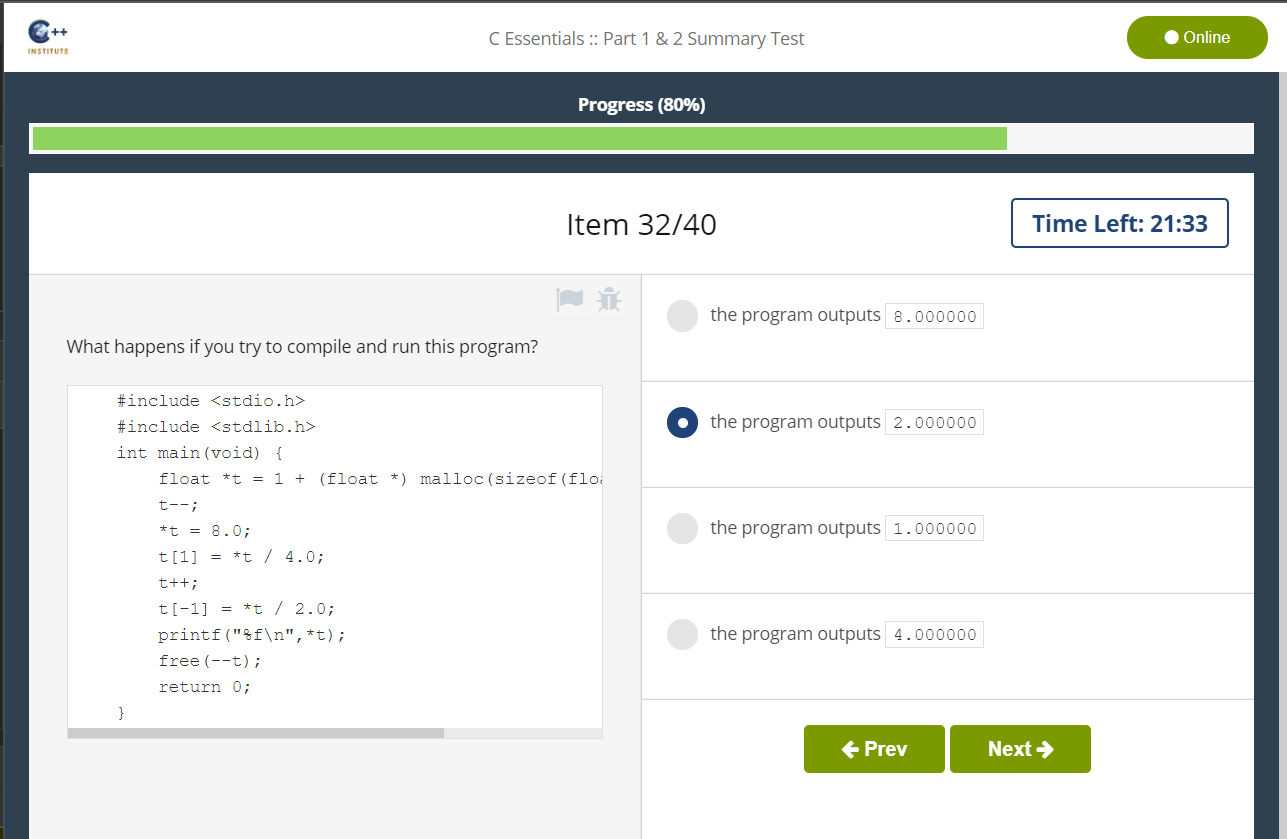 C++
INSTITUTE
C Essentials :: Part 1 & 2 Summary Test
Online
Progress (80%)
Item 32/40
Time Left: 21:33
What happens if you try to compile and run this program?
#include <stdio.h>
#include <stdlib.h>
int main(void) {
    float *t = 1 + (float *) malloc(sizeof(floa
    t--;
    *t = 8.0;
    t[1] = *t / 4.0;
    t++;
    t[-1] = *t / 2.0;
    printf("%f\n",*t);
    free(--t);
    return 0;
}
the program outputs 8.000000
the program outputs 2.000000
the program outputs 1.000000
the program outputs 4.000000
Prev
Next